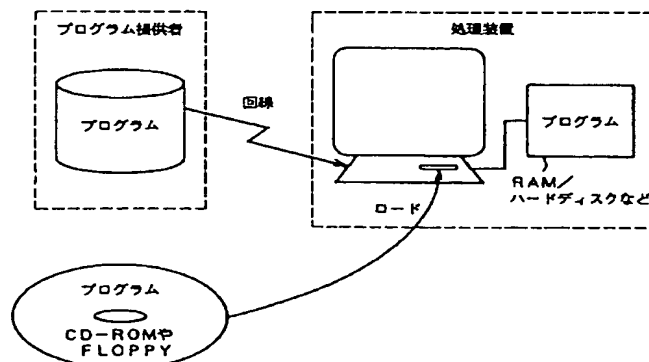 プログラム提供者
処理装置
プログラム
回線
プログラム
RAM/
ハードディスクなど
ロード
プログラム
CD-ROMや
FLOPPY